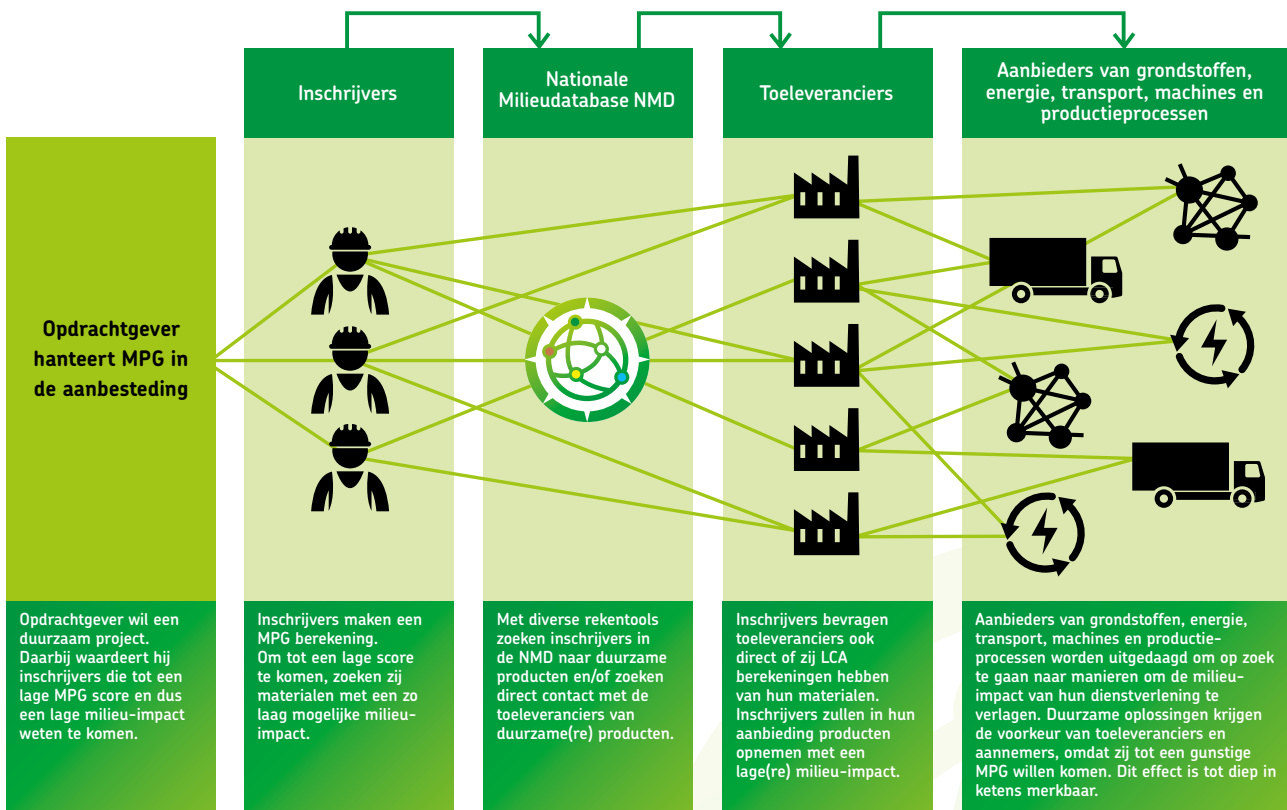 Inschrijvers
Nationale
Milieudatabase NMD
Toeleveranciers
Aanbieders van grondstoffen,
energie, transport, machines en
productieprocessen
Opdrachtgever
hanteert MPG in
de aanbesteding
Opdrachtgever wil een
duurzaam project.
Daarbij waardeert hij
inschrijvers die tot een
lage MPG score en dus
een lage milieu-impact
weten te komen.
Inschrijvers maken een
MPG berekening.
Om tot een lage score
te komen, zoeken zij
materialen met een zo
laag mogelijke milieu-
impact.
Met diverse rekentools
zoeken inschrijvers in
de NMD naar duurzame
producten en/of zoeken
direct contact met de
toeleveranciers van
duurzame(re) producten.
Inschrijvers bevragen
toeleveranciers ook
direct of zij LCA
berekeningen hebben
van hun materialen.
Inschrijvers zullen in hun
aanbieding producten
opnemen met een
lage(re) milieu-impact.
Aanbieders van grondstoffen, energie,
transport, machines en productie-
processen worden uitgedaagd om op zoek
te gaan naar manieren om de milieu-
impact van hun dienstverlening te
verlagen. Duurzame oplossingen krijgen
de voorkeur van toeleveranciers en
aannemers, omdat zij tot een gunstige
MPG willen komen. Dit effect is tot diep in
ketens merkbaar.